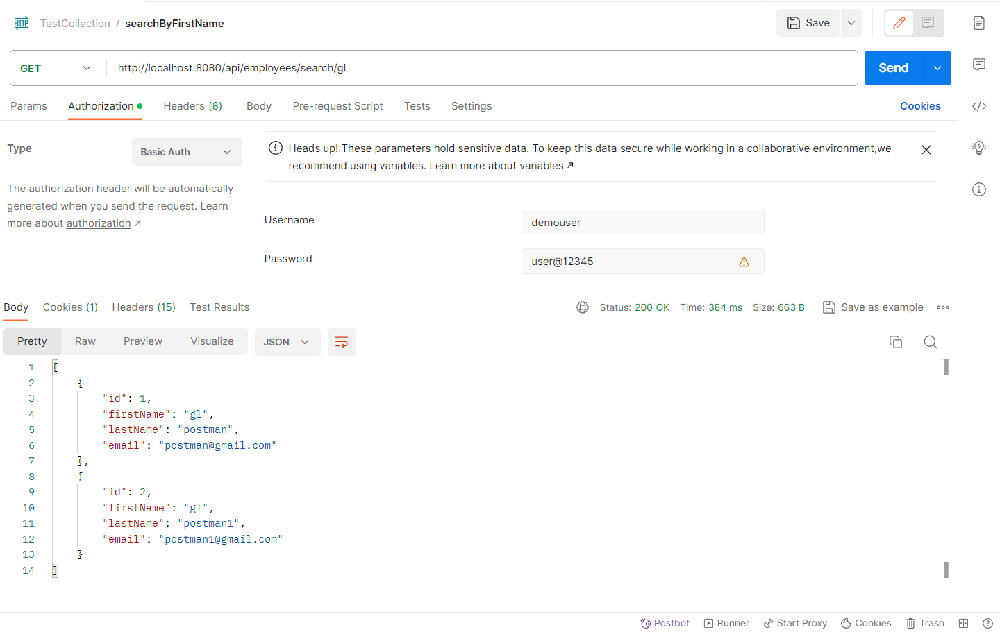 HTTP TestCollection / searchByFirstName Save
GET http://localhost:8080/api/employees/search/gl Send
Params Authorization Headers (8) Body Pre-request Script Tests Settings Cookies
Type Basic Auth
The authorization header will be automatically
generated when you send the request. Learn
more about authorization
Heads up! These parameters hold sensitive data. To keep this data secure while working in a collaborative environment,we
recommend using variables. Learn more about variables
Username demouser
Password user@12345
Body Cookies (1) Headers (15) Test Results Status: 200 OK Time: 384 ms Size: 663 B Save as example
Pretty Raw Preview Visualize JSON
1 [
2 {
3 "id": 1,
4 "firstName": "gl",
5 "lastName": "postman",
6 "email": "postman@gmail.com"
7 },
8 {
9 "id": 2,
10 "firstName": "gl",
11 "lastName": "postman1",
12 "email": "postman1@gmail.com"
13 }
14 ]
Postbot Runner Start Proxy Cookies Trash